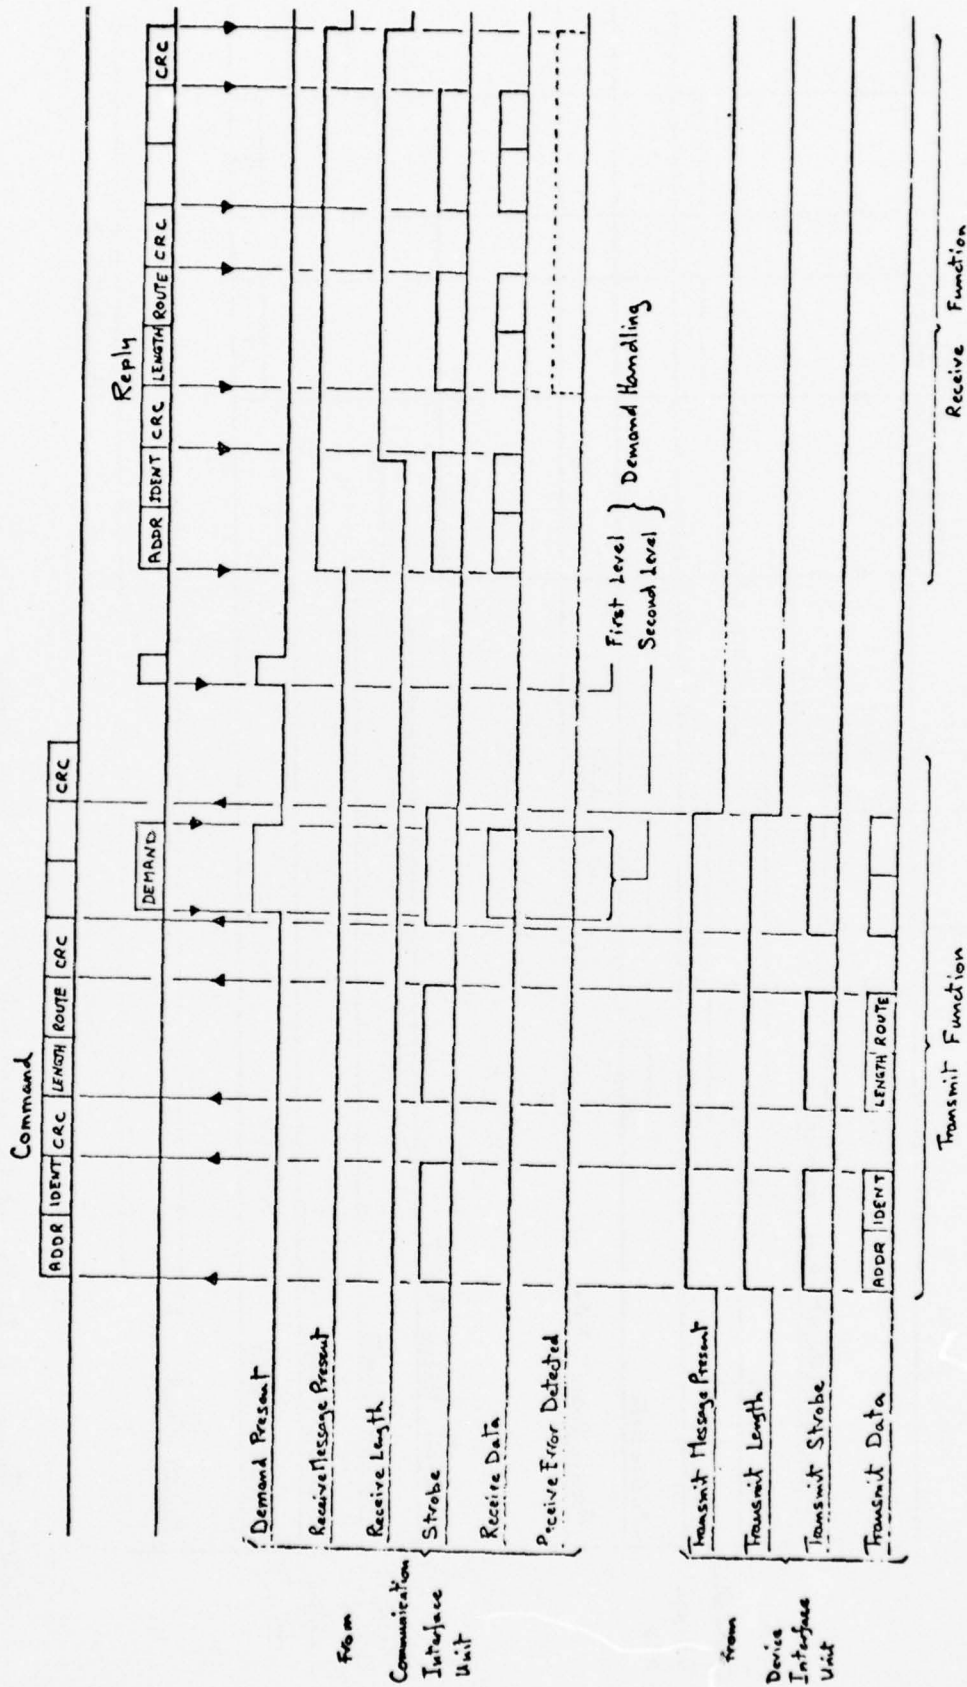 Command
ADDR IDENT CRC LENGTH ROUTE CRC CRC
Reply
DEMAND ADDR IDENT CRC LENGTH ROUTE CRC CRC
From Communication Interface Unit
Demand Present
Receive Message Present
Receive Length
Strobe
Receive Data
Receive Error Detected
First Level
Second Level
Demand Handling
from Device Interface Unit
Transmit Message Present
Transmit Length
Transmit Strobe
Transmit Data
ADDR IDENT LENGTH ROUTE
Transmit Function
Receive Function